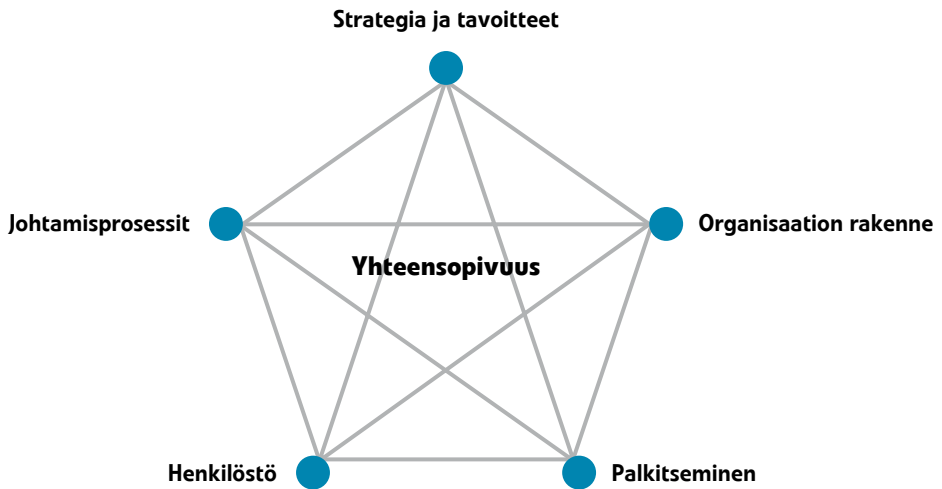 Strategia ja tavoitteet
Johtamisprosessit
Organisaation rakenne
Yhteensopivuus
Henkilöstö
Palkitseminen